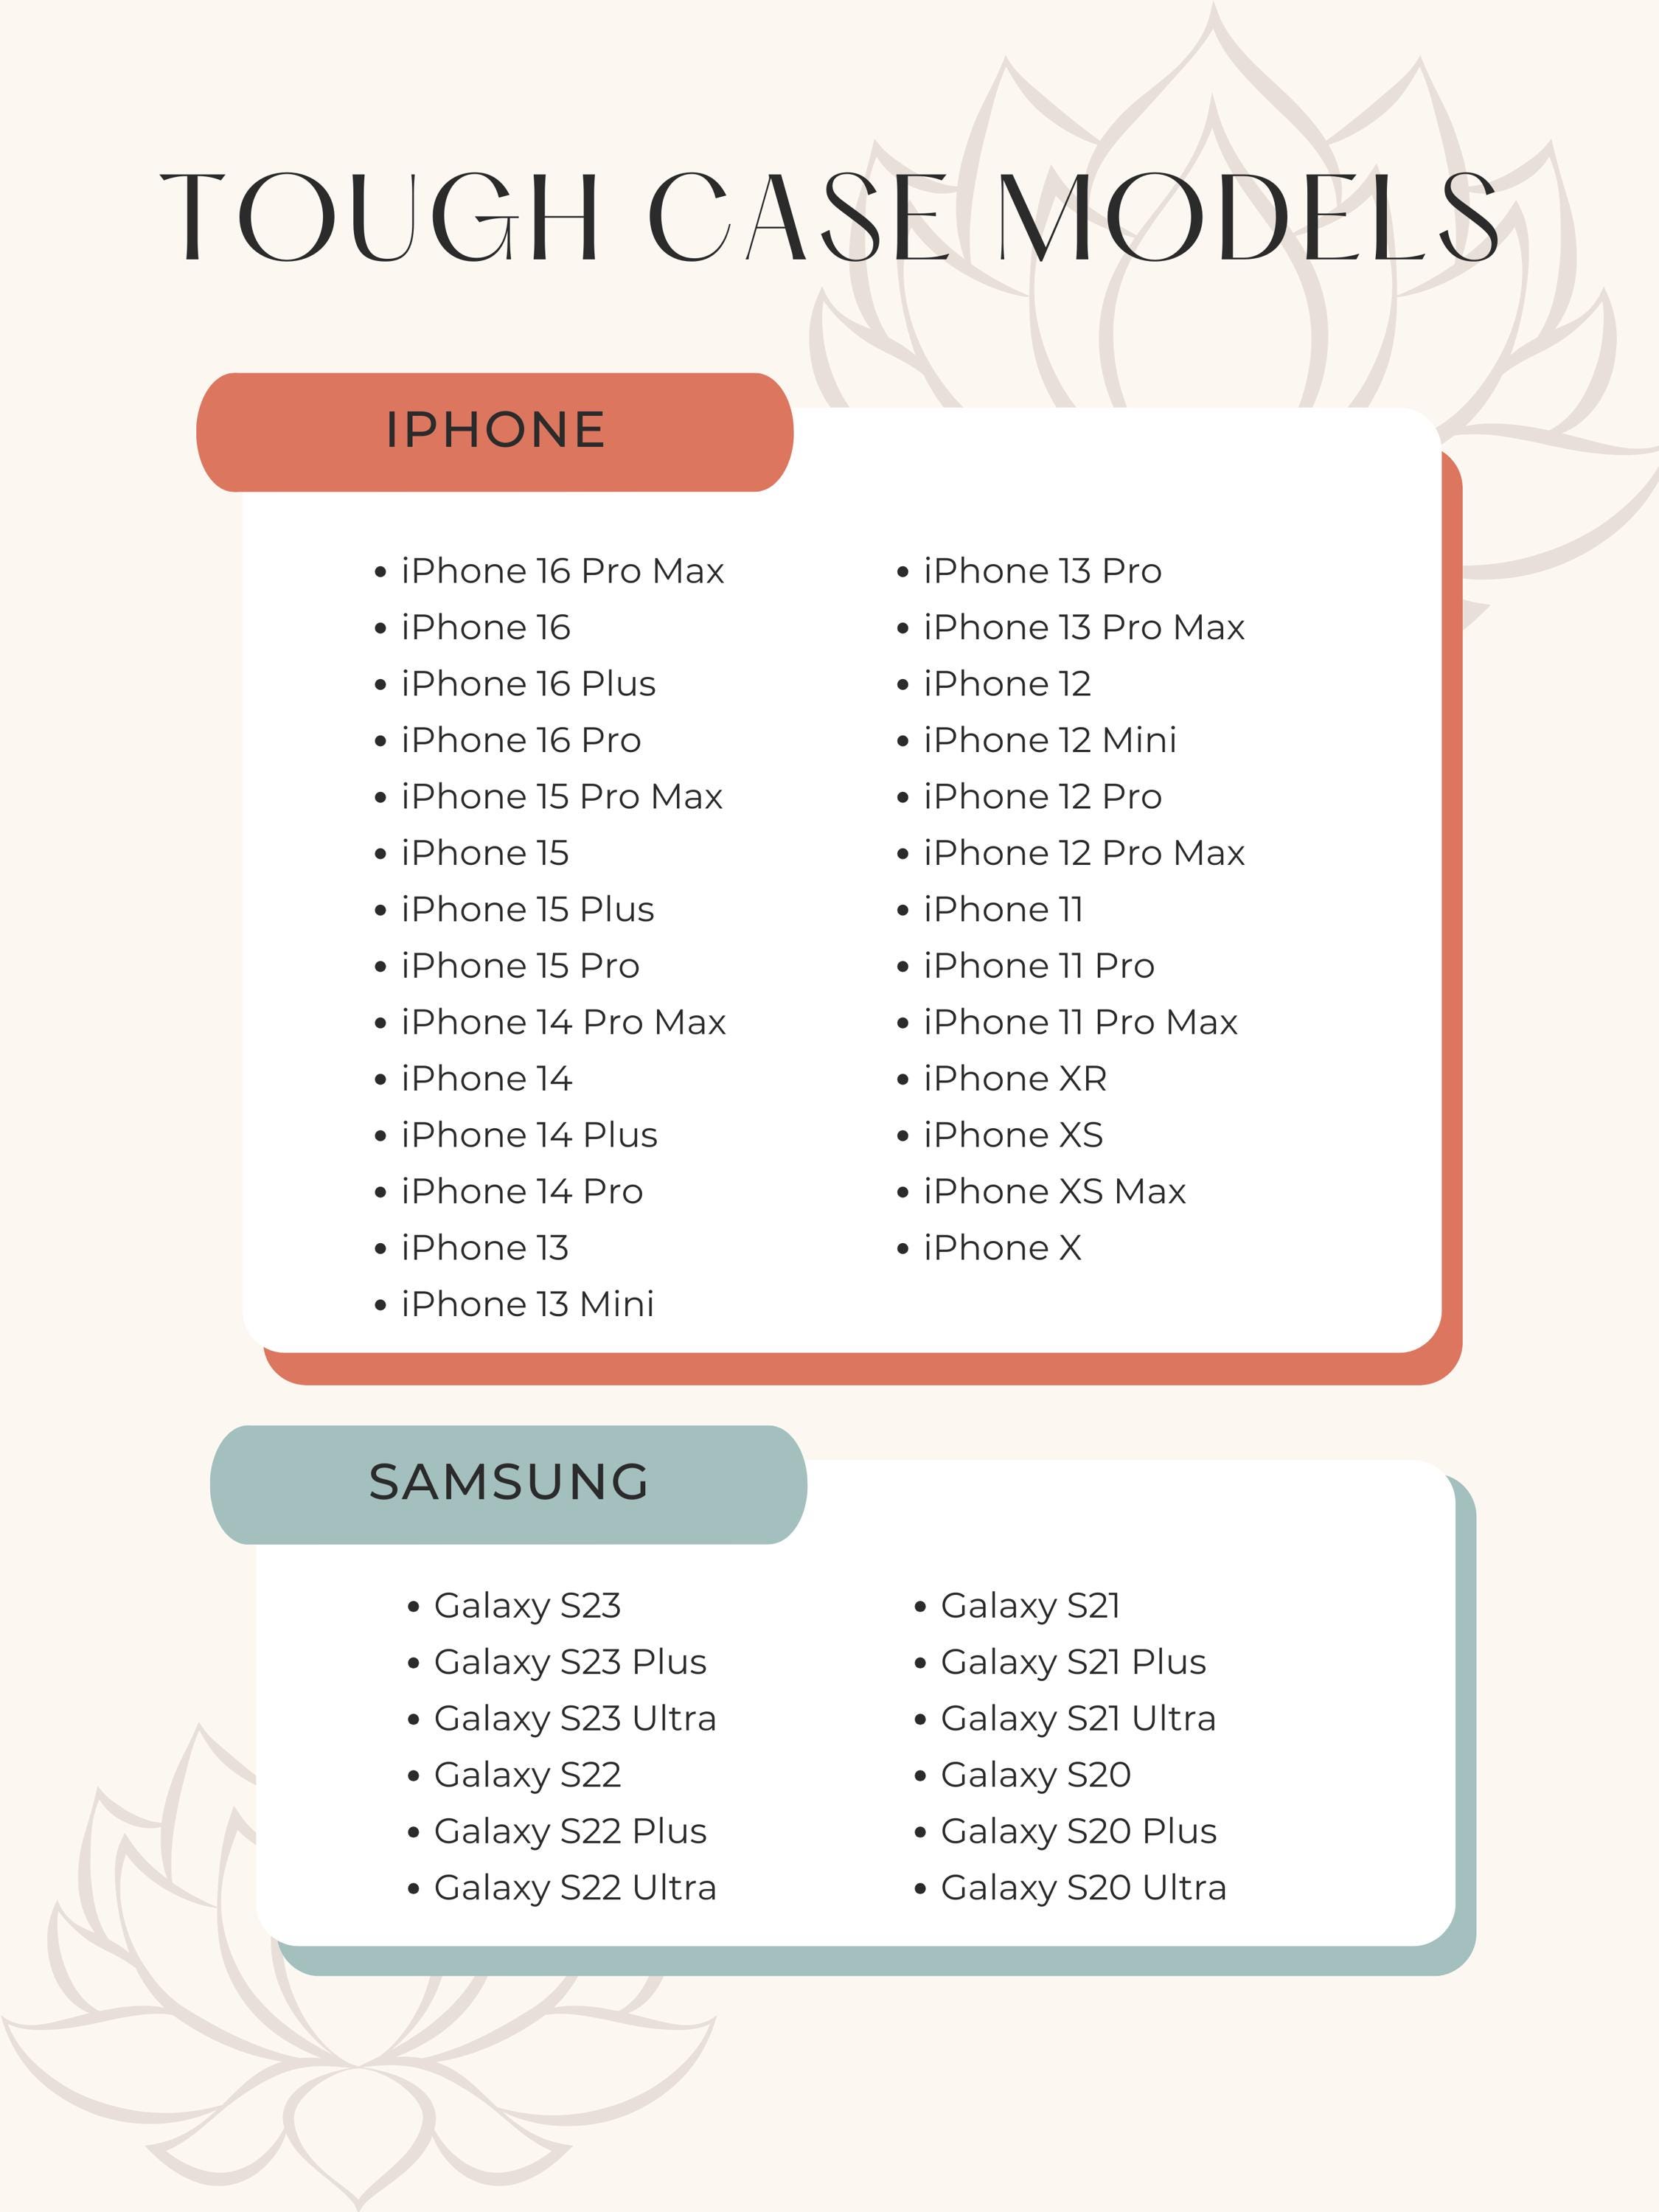 TOUGH CASE MODELS
IPHONE
• iPhone 16 Pro Max
• iPhone 16
• iPhone 16 Plus
• iPhone 16 Pro
• iPhone 15 Pro Max
• iPhone 15
• iPhone 15 Plus
• iPhone 15 Pro
• iPhone 14 Pro Max
• iPhone 14
• iPhone 14 Plus
• iPhone 14 Pro
• iPhone 13
• iPhone 13 Mini
• iPhone 13 Pro
• iPhone 13 Pro Max
• iPhone 12
• iPhone 12 Mini
• iPhone 12 Pro
• iPhone 12 Pro Max
• iPhone 11
• iPhone 11 Pro
• iPhone 11 Pro Max
• iPhone XR
• iPhone XS
• iPhone XS Max
• iPhone X
SAMSUNG
• Galaxy S23
• Galaxy S23 Plus
• Galaxy S23 Ultra
• Galaxy S22
• Galaxy S22 Plus
• Galaxy S22 Ultra
• Galaxy S21
• Galaxy S21 Plus
• Galaxy S21 Ultra
• Galaxy S20
• Galaxy S20 Plus
• Galaxy S20 Ultra